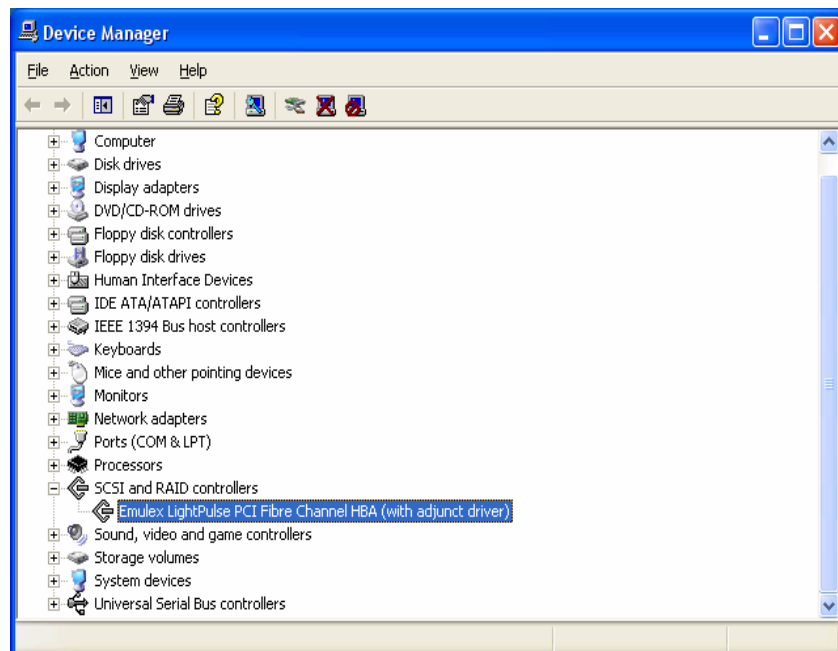 Device Manager
File Action View Help
Computer
Disk drives
Display adapters
DVD/CD-ROM drives
Floppy disk controllers
Floppy disk drives
Human Interface Devices
IDE ATA/ATAPI controllers
IEEE 1394 Bus host controllers
Keyboards
Mice and other pointing devices
Monitors
Network adapters
Ports (COM & LPT)
Processors
SCSI and RAID controllers
Emulex LightPulse PCI Fibre Channel HBA (with adjunct driver)
Sound, video and game controllers
Storage volumes
System devices
Universal Serial Bus controllers